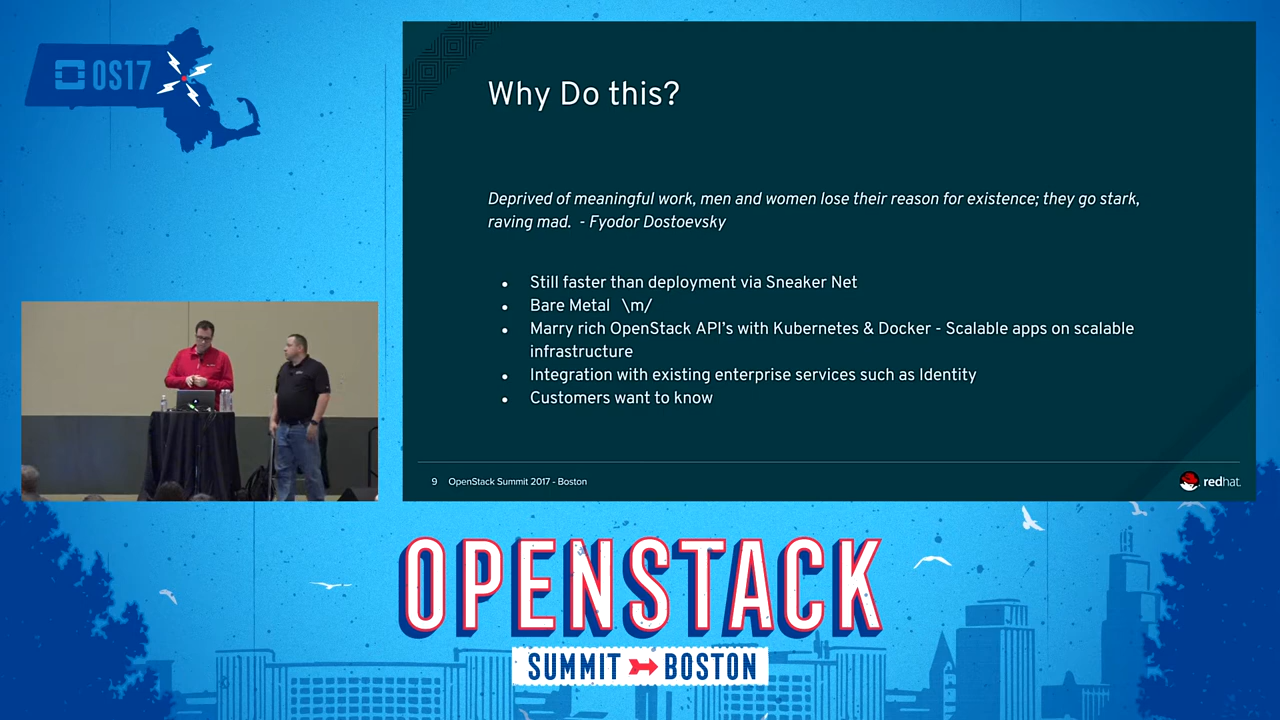 OS17
Why Do this?
Deprived of meaningful work, men and women lose their reason for existence; they go stark,
raving mad.  - Fyodor Dostoevsky
Still faster than deployment via Sneaker Net
Bare Metal  \m/
Marry rich OpenStack API's with Kubernetes & Docker - Scalable apps on scalable
infrastructure
Integration with existing enterprise services such as Identity
Customers want to know
9 OpenStack Summit 2017 - Boston
redhat.
OPENSTACK
SUMMIT BOSTON